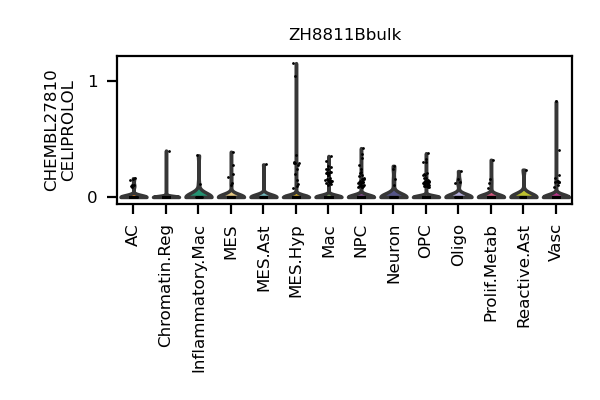 ZH8811Bbulk
CHEMBL27810
CELIPROLOL
1
0
AC
Chromatin.Reg
Inflammatory.Mac
MES
MES.Ast
MES.Hyp
Mac
NPC
Neuron
OPC
Oligo
Prolif.Metab
Reactive.Ast
Vasc